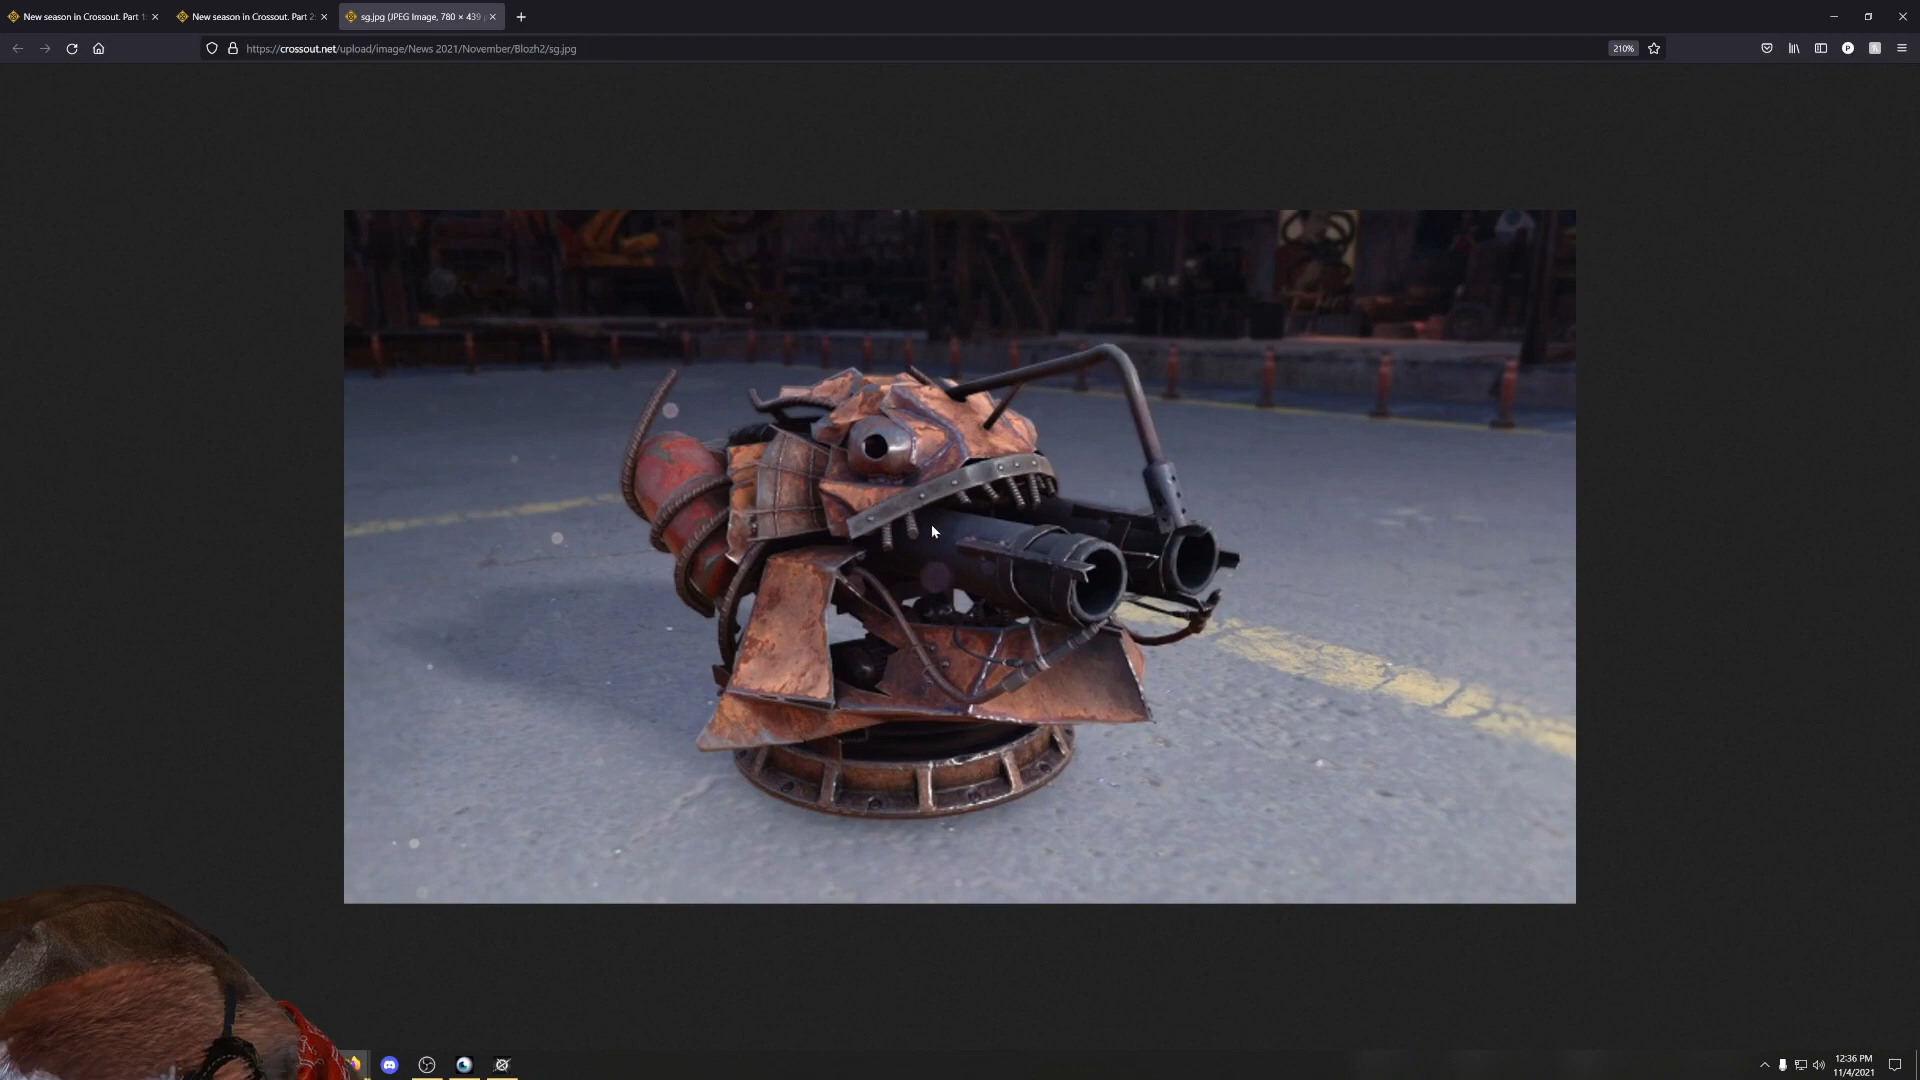 New season in Crossout. Part 1:
New season in Crossout. Part 2:
sg.jpg (JPEG Image, 780 × 439
https://crossout.net/upload/image/News 2021/November/Blozh2/sg.jpg
210%
12:36 PM
11/4/2021